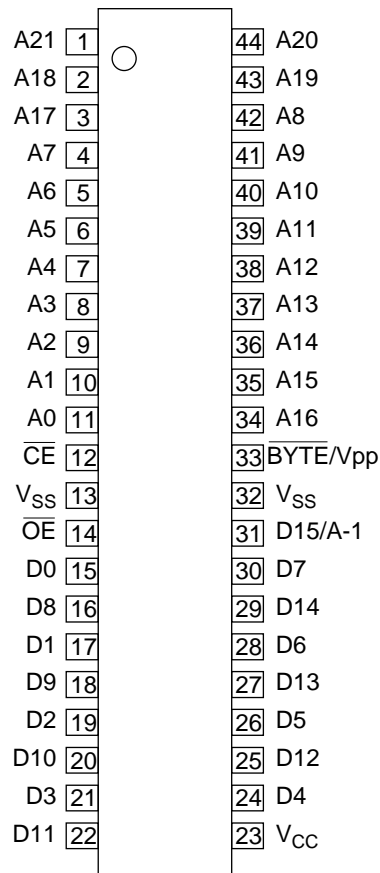 A21 1 44 A20
A18 2 43 A19
A17 3 42 A8
A7 4 41 A9
A6 5 40 A10
A5 6 39 A11
A4 7 38 A12
A3 8 37 A13
A2 9 36 A14
A1 10 35 A15
A0 11 34 A16
C̅E̅ 12 33 B̅Y̅T̅E̅/Vpp
VSS 13 32 VSS
O̅E̅ 14 31 D15/A-1
D0 15 30 D7
D8 16 29 D14
D1 17 28 D6
D9 18 27 D13
D2 19 26 D5
D10 20 25 D12
D3 21 24 D4
D11 22 23 VCC